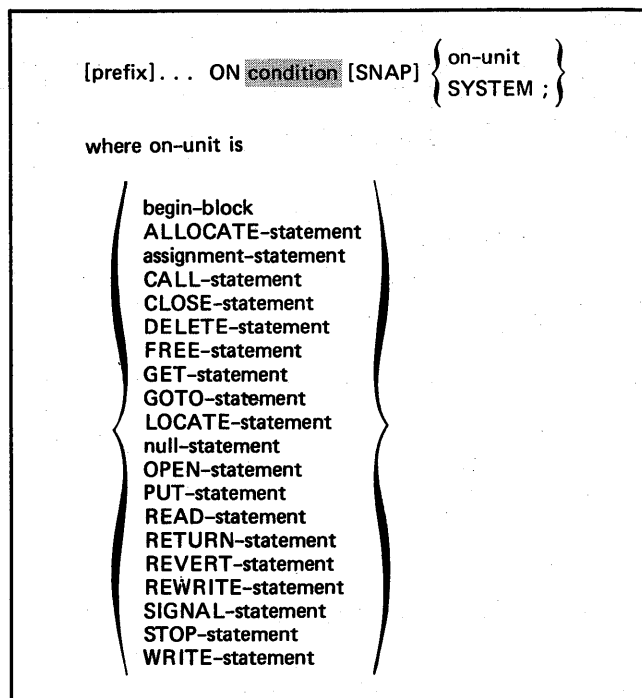 [prefix]... ON condition [SNAP] { on-unit
SYSTEM ; }
where on-unit is
begin-block
ALLOCATE-statement
assignment-statement
CALL-statement
CLOSE-statement
DELETE-statement
FREE-statement
GET-statement
GOTO-statement
LOCATE-statement
null-statement
OPEN-statement
PUT-statement
READ-statement
RETURN-statement
REVERT-statement
REWRITE-statement
SIGNAL-statement
STOP-statement
WRITE-statement